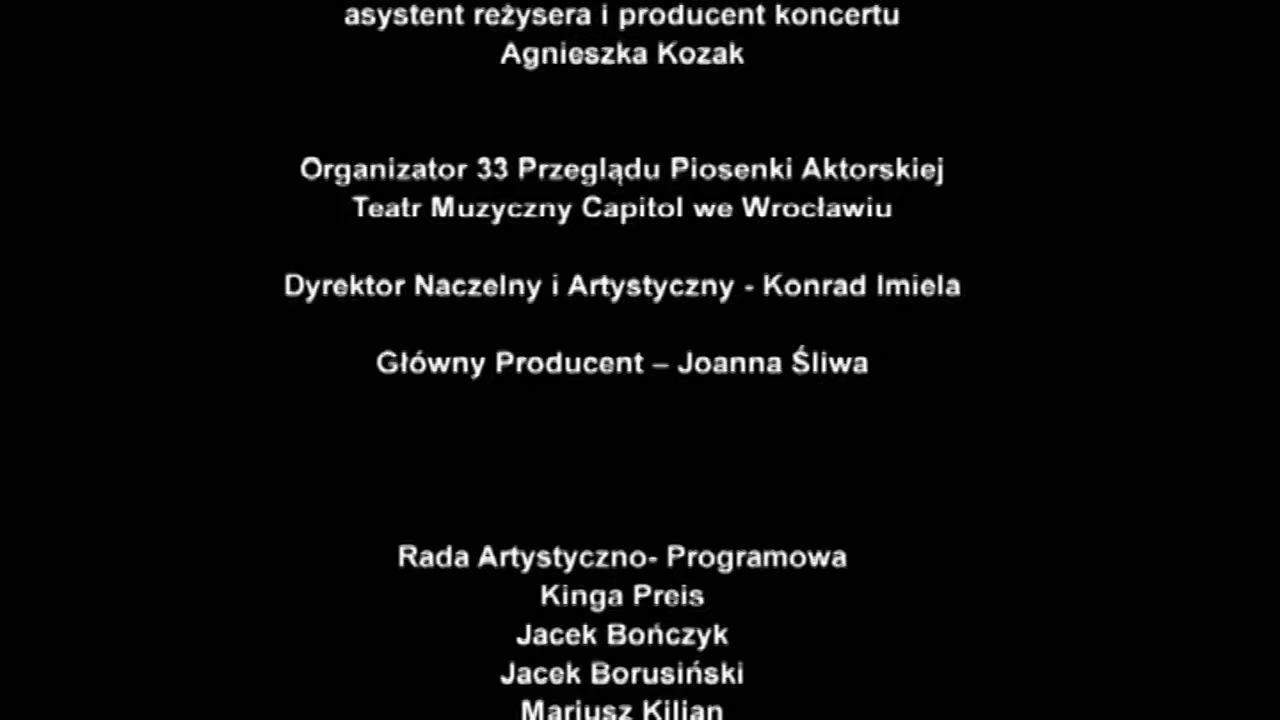 asystent reżysera i producent koncertu
Agnieszka Kozak
Organizator 33 Przeglądu Piosenki Aktorskiej
Teatr Muzyczny Capitol we Wrocławiu
Dyrektor Naczelny i Artystyczny - Konrad Imiela
Główny Producent – Joanna Śliwa
Rada Artystyczno- Programowa
Kinga Preis
Jacek Bończyk
Jacek Borusiński
Mariusz Kilian